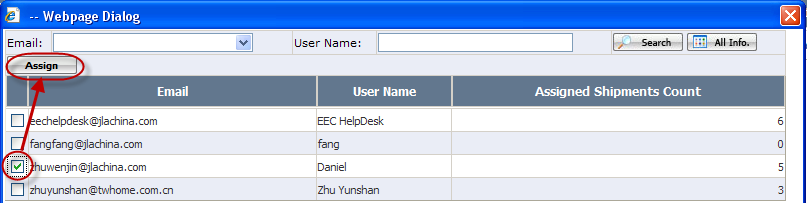 -- Webpage Dialog
Email: User Name: Search All Info.
Assign
Email User Name Assigned Shipments Count
eechelpdesk@jlachina.com EEC HelpDesk 6
fangfang@jlachina.com fang 0
zhuwenjin@jlachina.com Daniel 5
zhuyunshan@twhome.com.cn Zhu Yunshan 3